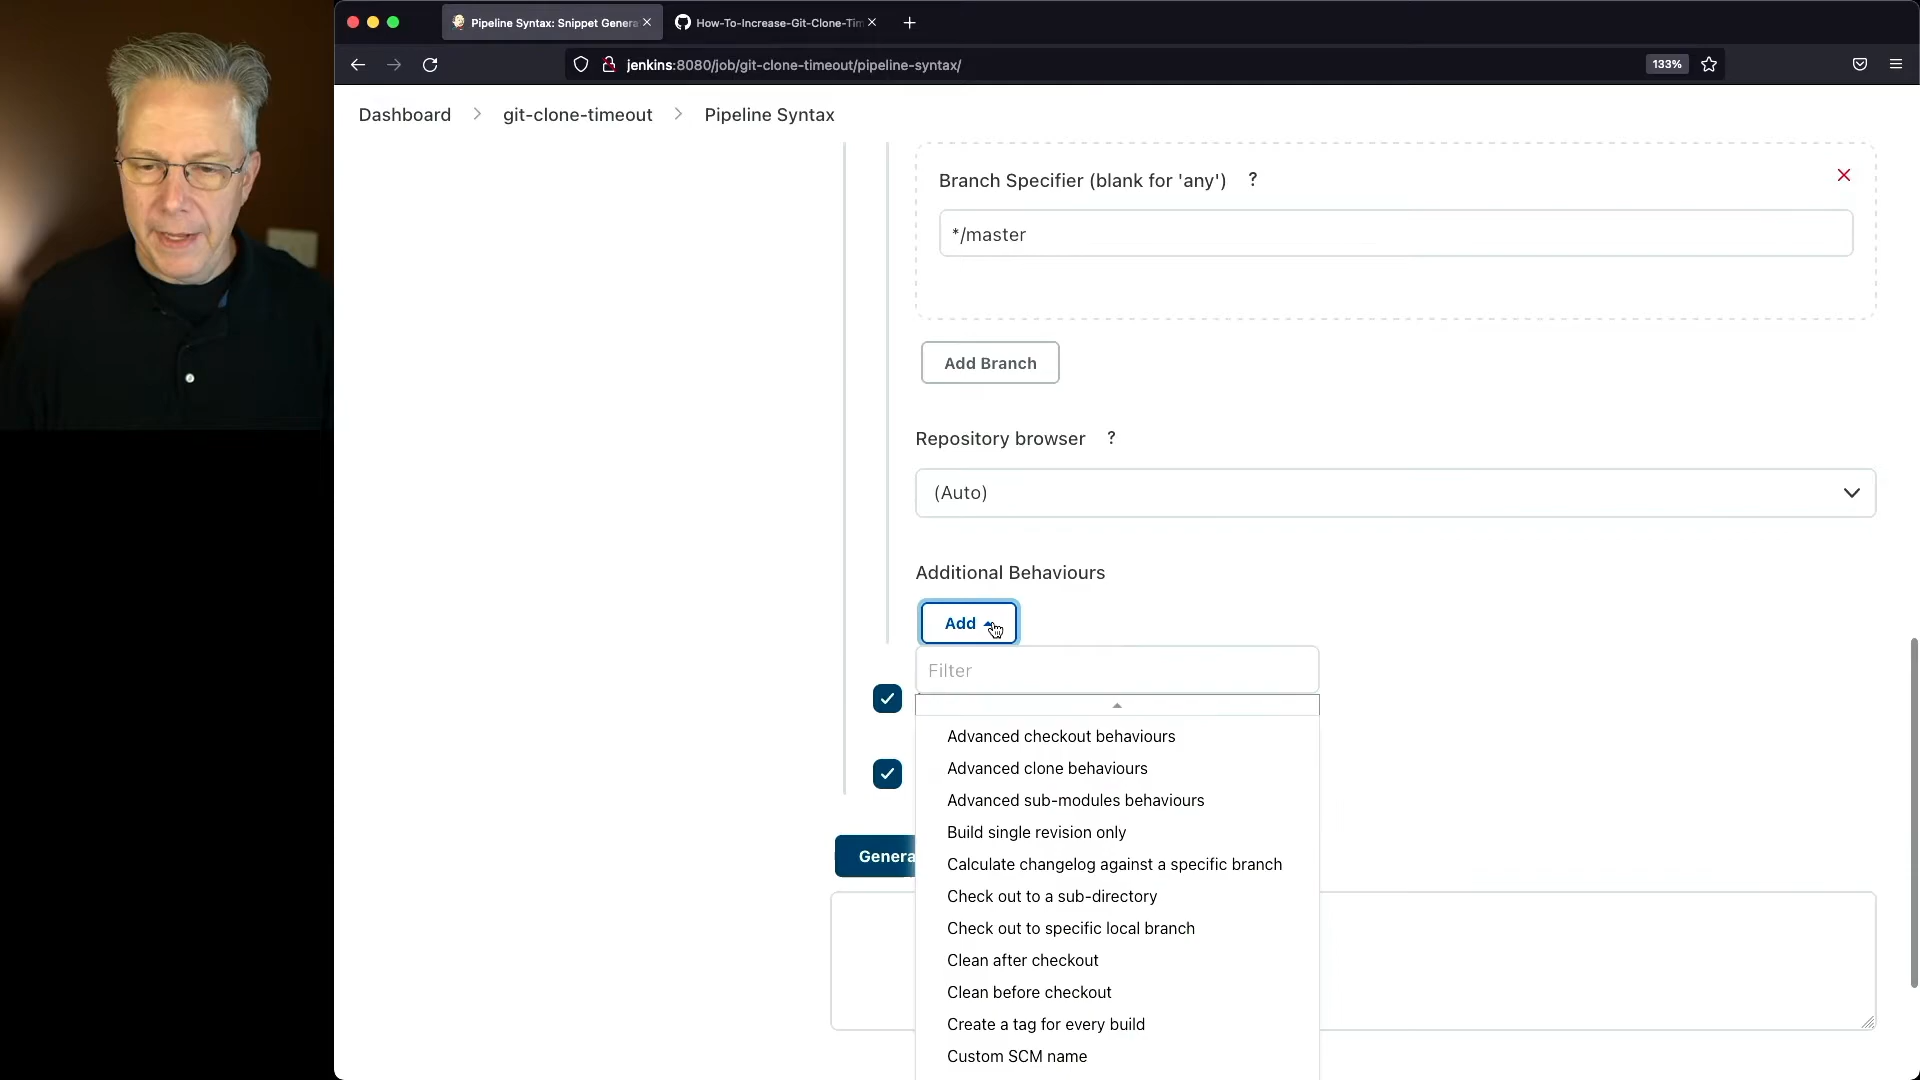 Pipeline Syntax: Snippet Genera
How-To-Increase-Git-Clone-Tim
jenkins:8080/job/git-clone-timeout/pipeline-syntax/
133%
Dashboard
git-clone-timeout
Pipeline Syntax
Branch Specifier (blank for 'any') ?
*/master
Add Branch
Repository browser ?
(Auto)
Additional Behaviours
Add
Filter
Advanced checkout behaviours
Advanced clone behaviours
Advanced sub-modules behaviours
Build single revision only
Genera
Calculate changelog against a specific branch
Check out to a sub-directory
Check out to specific local branch
Clean after checkout
Clean before checkout
Create a tag for every build
Custom SCM name